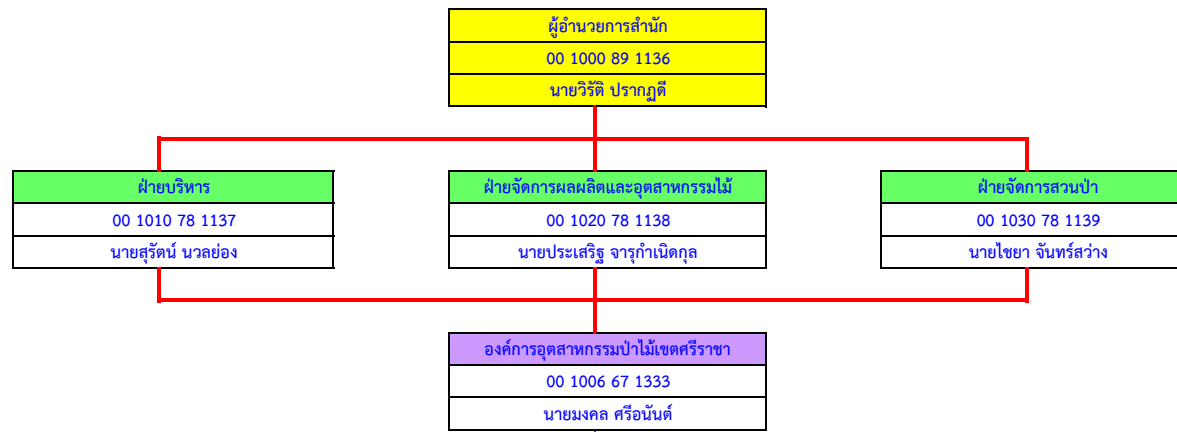 ผู้อำนวยการสำนัก
00 1000 89 1136
นายวิรัติ ปรากฏดี
ฝ่ายบริหาร
00 1010 78 1137
นายสุรัตน์ นวลย่อง
ฝ่ายจัดการผลผลิตและอุตสาหกรรมไม้
00 1020 78 1138
นายประเสริฐ จารุกำเนิดกุล
ฝ่ายจัดการสวนป่า
00 1030 78 1139
นายไชยา จันทร์สว่าง
องค์การอุตสาหกรรมป่าไม้เขตศรีราชา
00 1006 67 1333
นายมงคล ศรีอนันต์